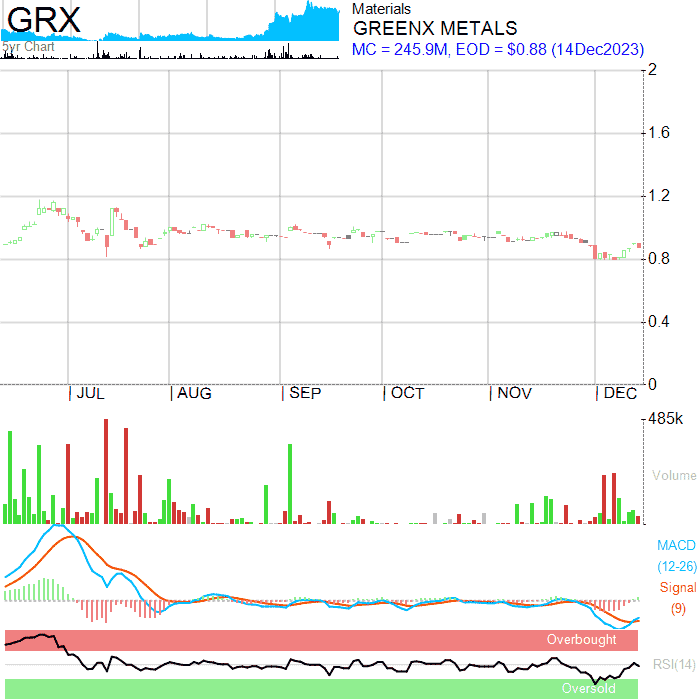 GRX
5yr Chart
Materials
GREENX METALS
MC = 245.9M, EOD = $0.88 (14Dec2023)
2
1.6
1.2
0.8
0.4
0
JUL AUG SEP OCT NOV DEC
485k
Volume
MACD
(12-26)
Signal
(9)
Overbought
RSI(14)
Oversold